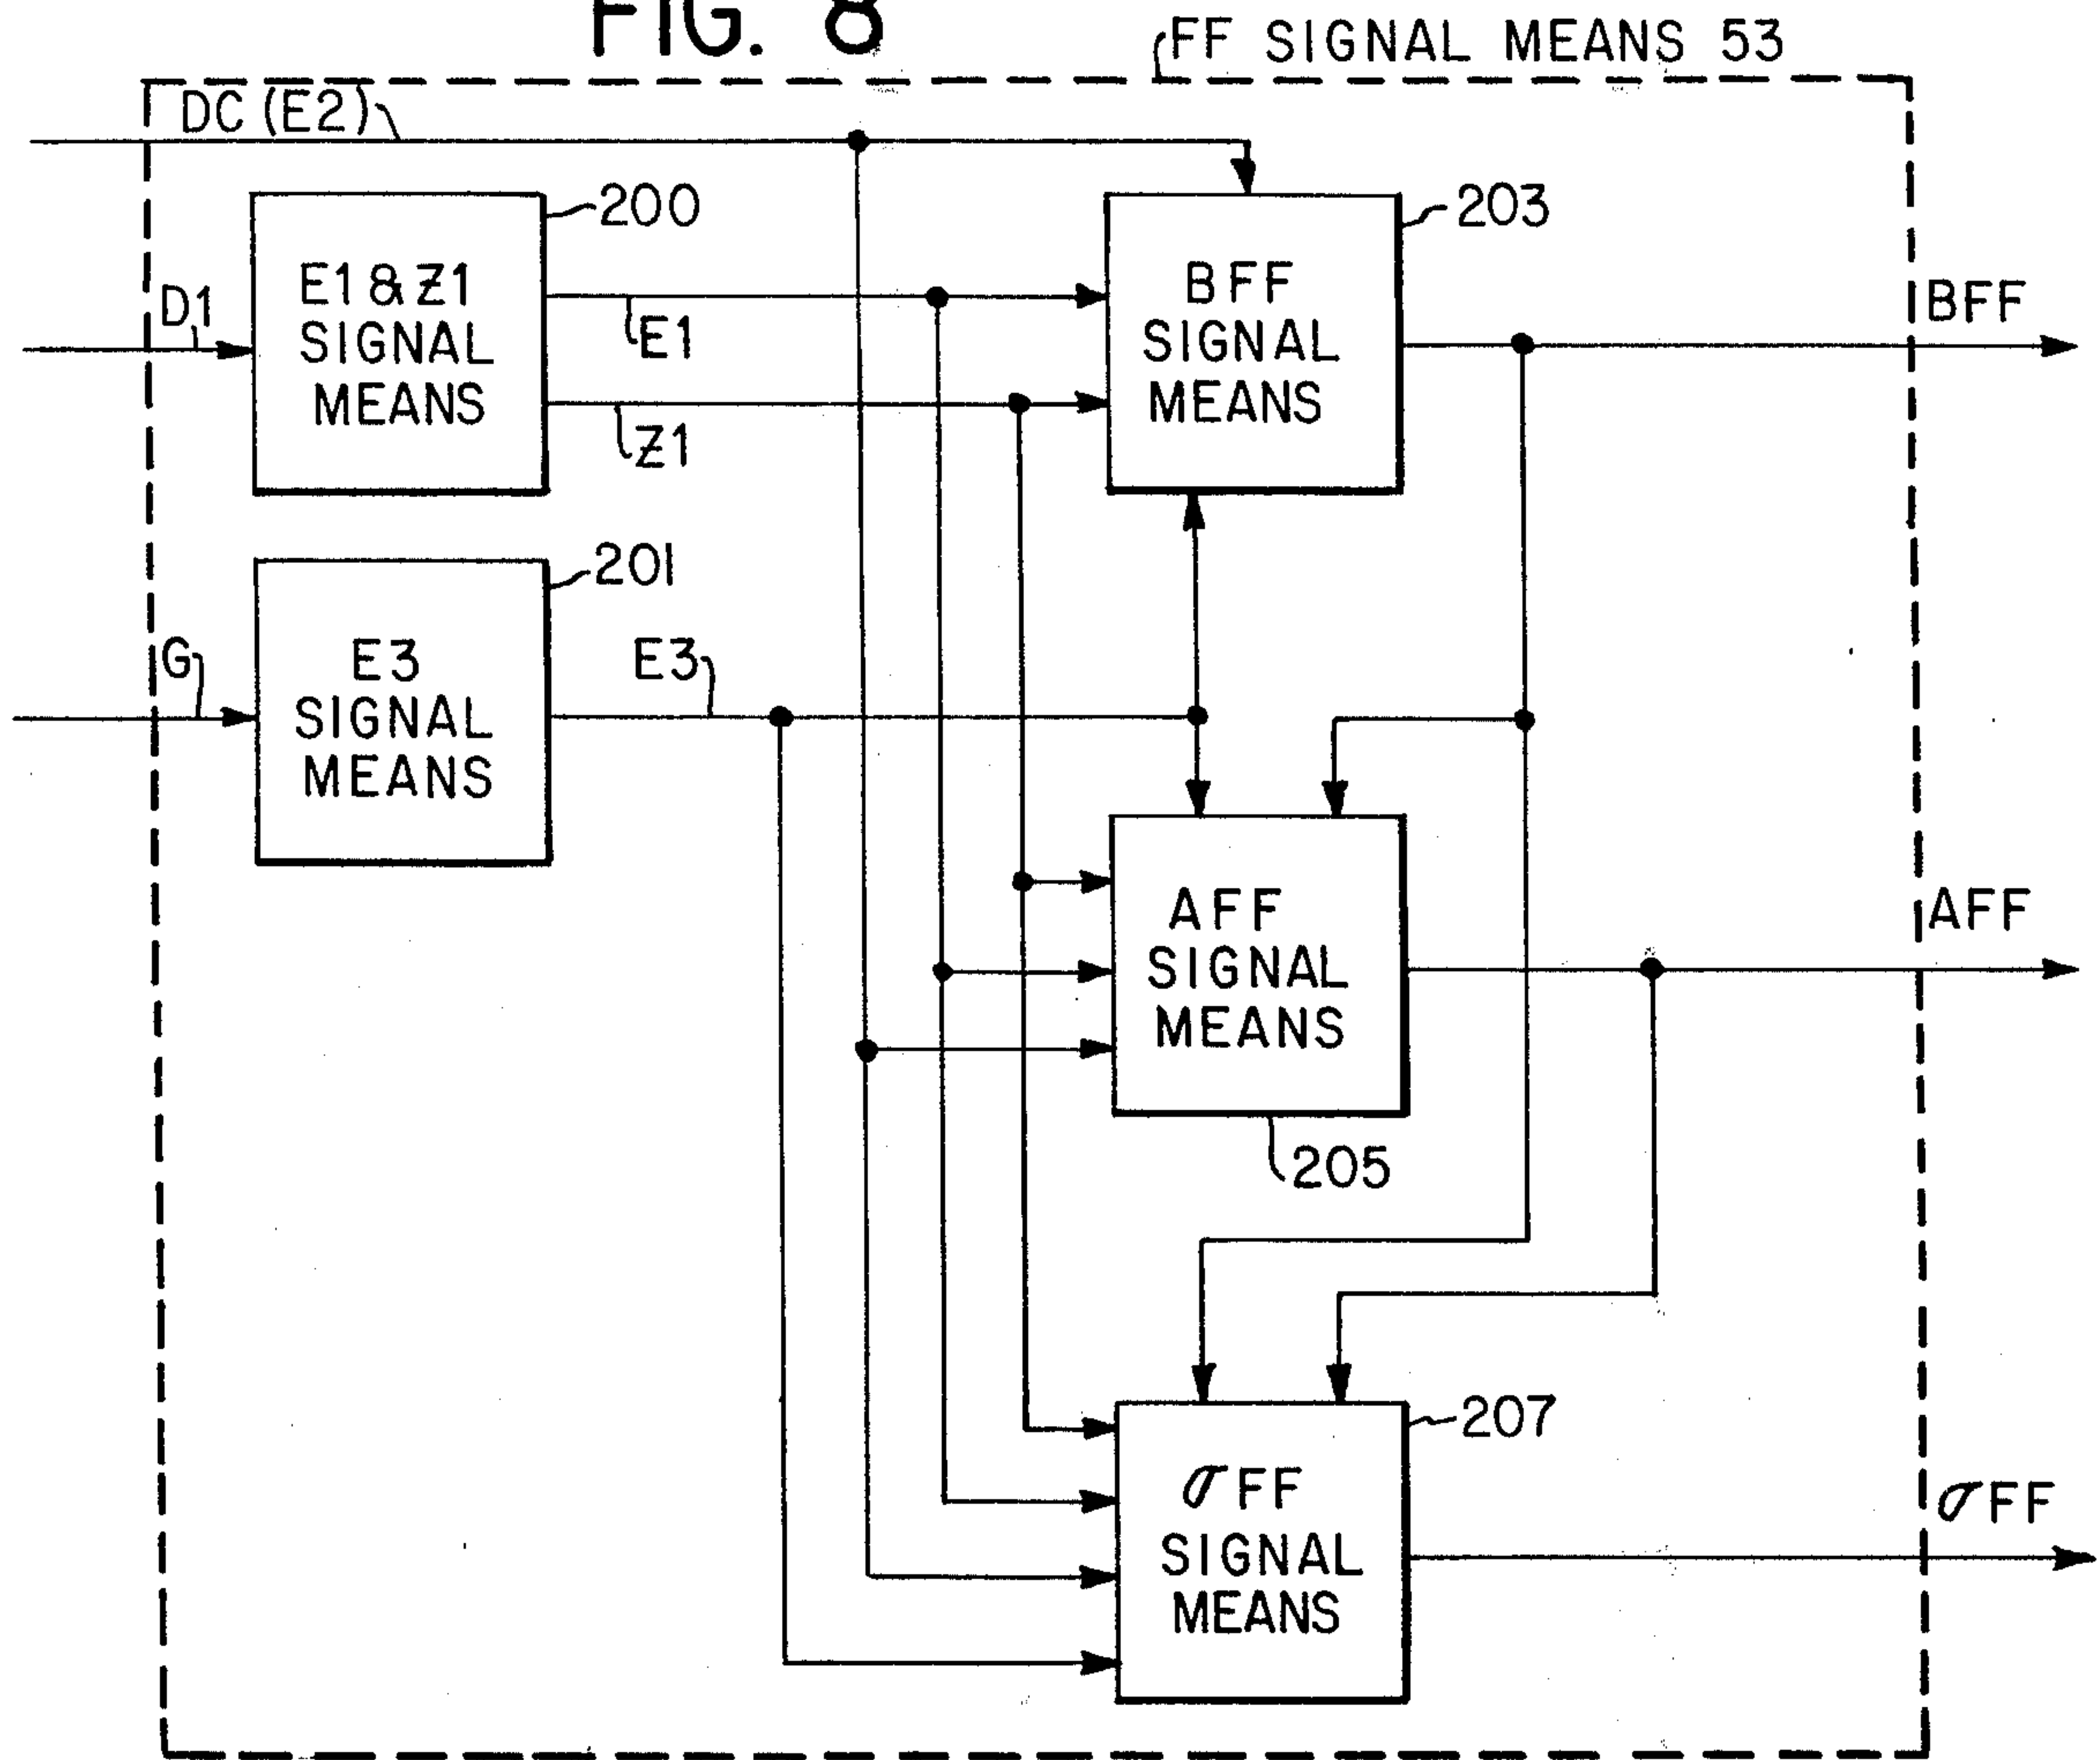 FIG. 8
FF SIGNAL MEANS 53
DC (E2)
200
203
E1 & Z1
SIGNAL
MEANS
D1
E1
Z1
BFF
SIGNAL
MEANS
BFF
201
G
E3
SIGNAL
MEANS
E3
AFF
SIGNAL
MEANS
AFF
205
207
σFF
SIGNAL
MEANS
σFF